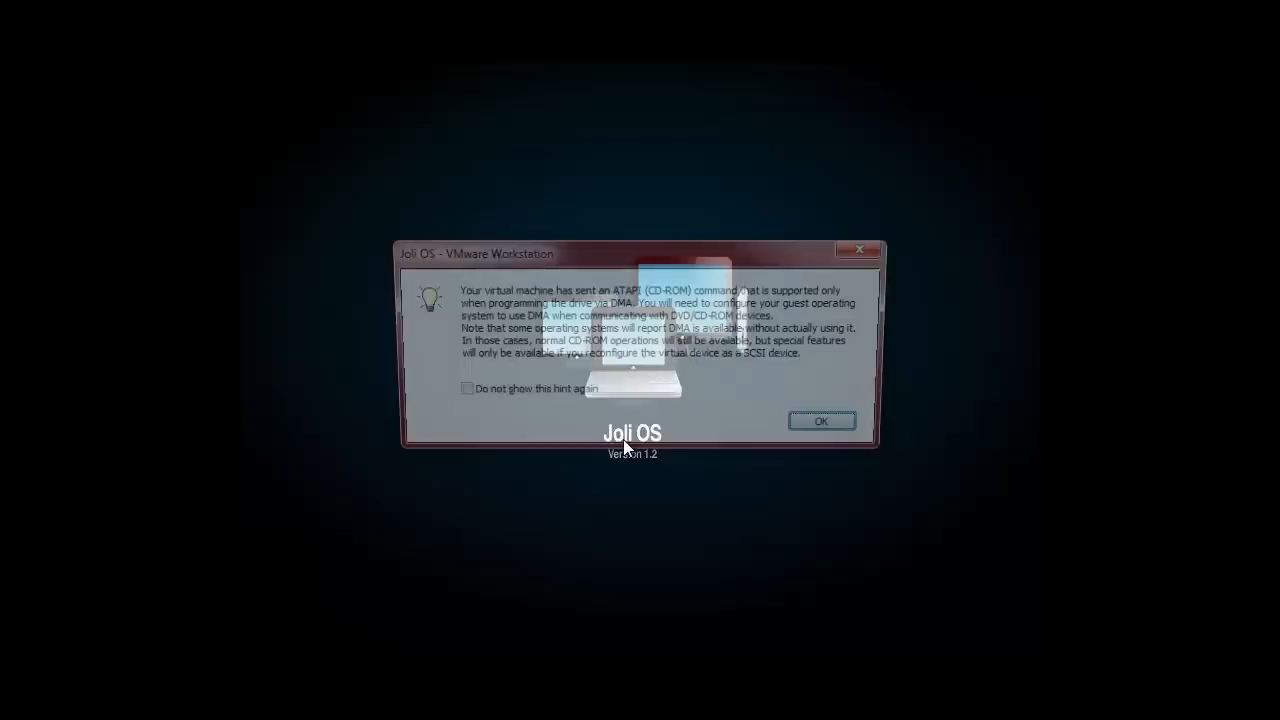 Joli OS - VMware Workstation
Your virtual machine has sent an ATAPI (CD-ROM) command that is supported only
when programming the drive via DMA. You will need to configure your guest operating
system to use DMA when communicating with DVD/CD-ROM devices.
Note that some operating systems will report DMA is available without actually using it.
In those cases, normal CD-ROM operations will still be available, but special features
will only be available if you reconfigure the virtual device as a SCSI device.
Do not show this hint again
OK
Joli OS
Version 1.2